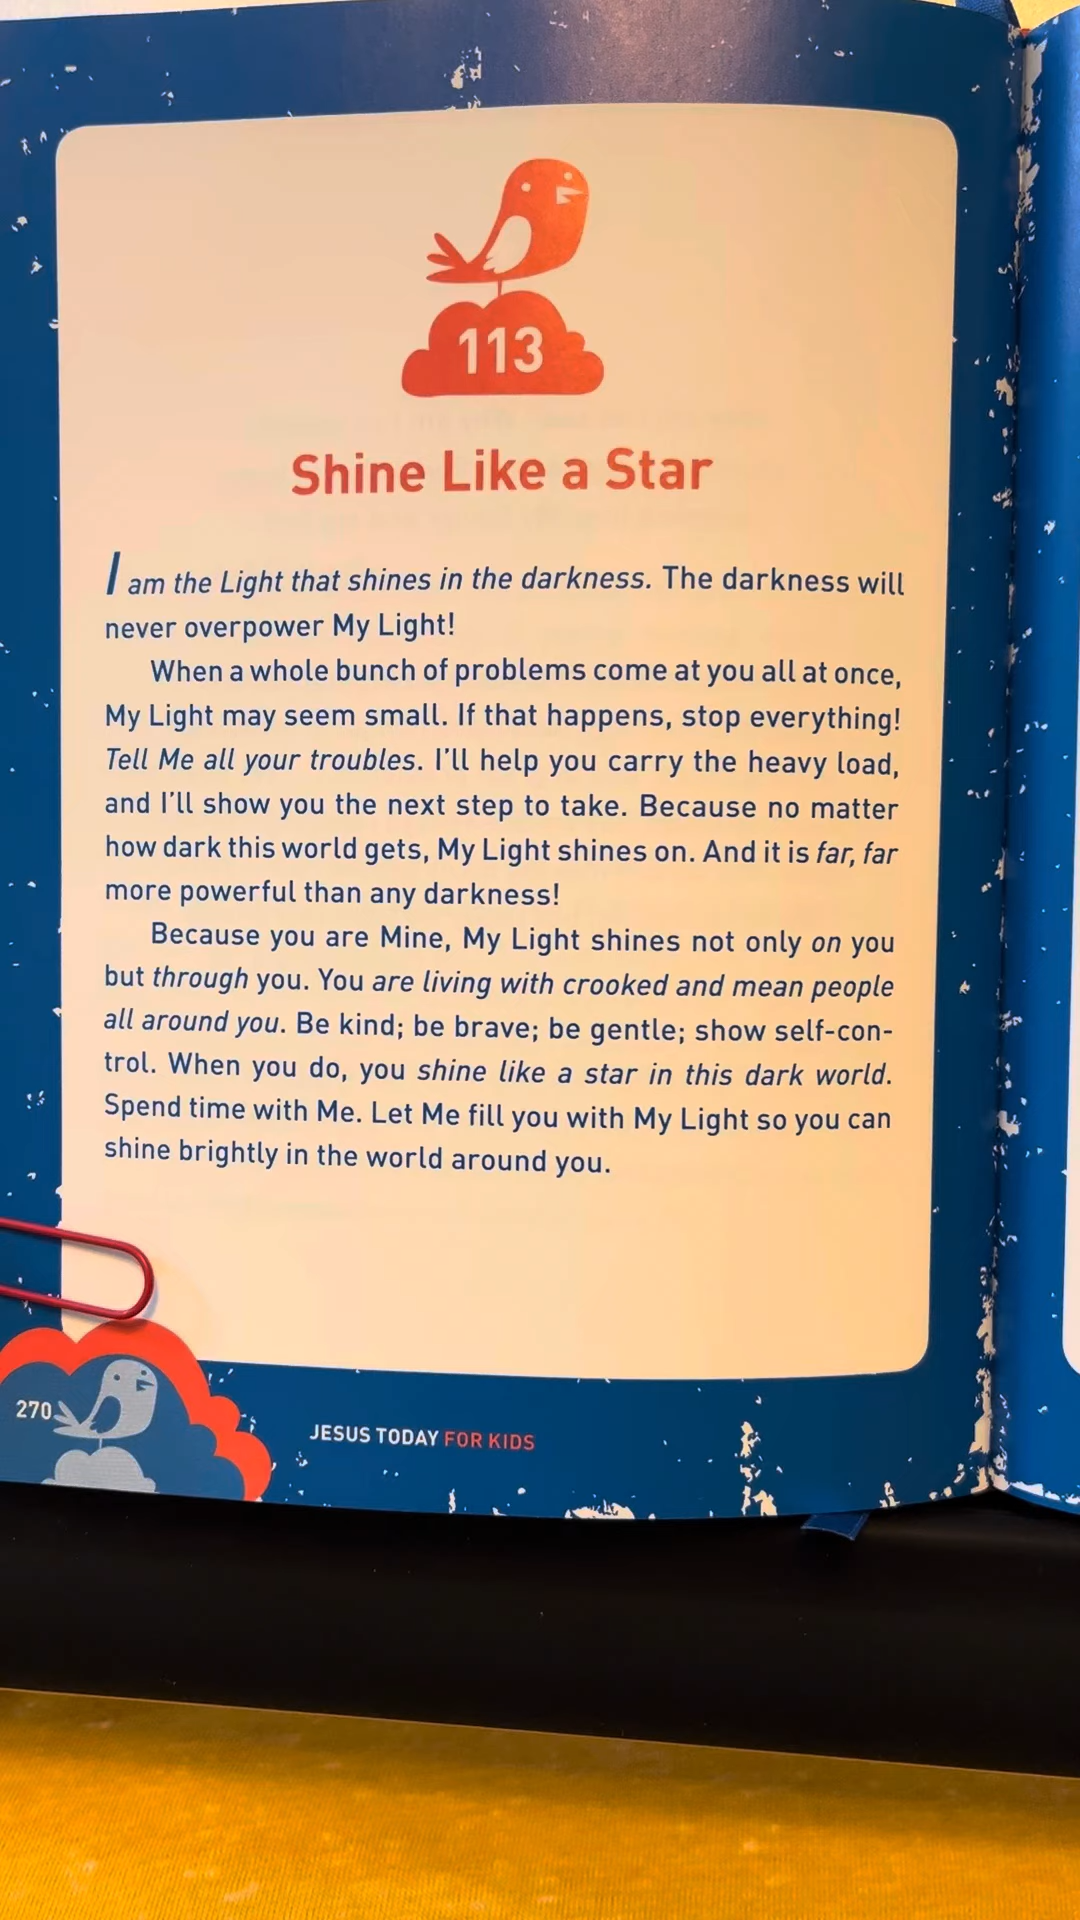 113
Shine Like a Star
I am the Light that shines in the darkness. The darkness will
never overpower My Light!
When a whole bunch of problems come at you all at once,
My Light may seem small. If that happens, stop everything!
Tell Me all your troubles. I'll help you carry the heavy load,
and I'll show you the next step to take. Because no matter
how dark this world gets, My Light shines on. And it is far, far
more powerful than any darkness!
Because you are Mine, My Light shines not only on you
but through you. You are living with crooked and mean people
all around you. Be kind; be brave; be gentle; show self-con-
trol. When you do, you shine like a star in this dark world.
Spend time with Me. Let Me fill you with My Light so you can
shine brightly in the world around you.
270
JESUS TODAY FOR KIDS